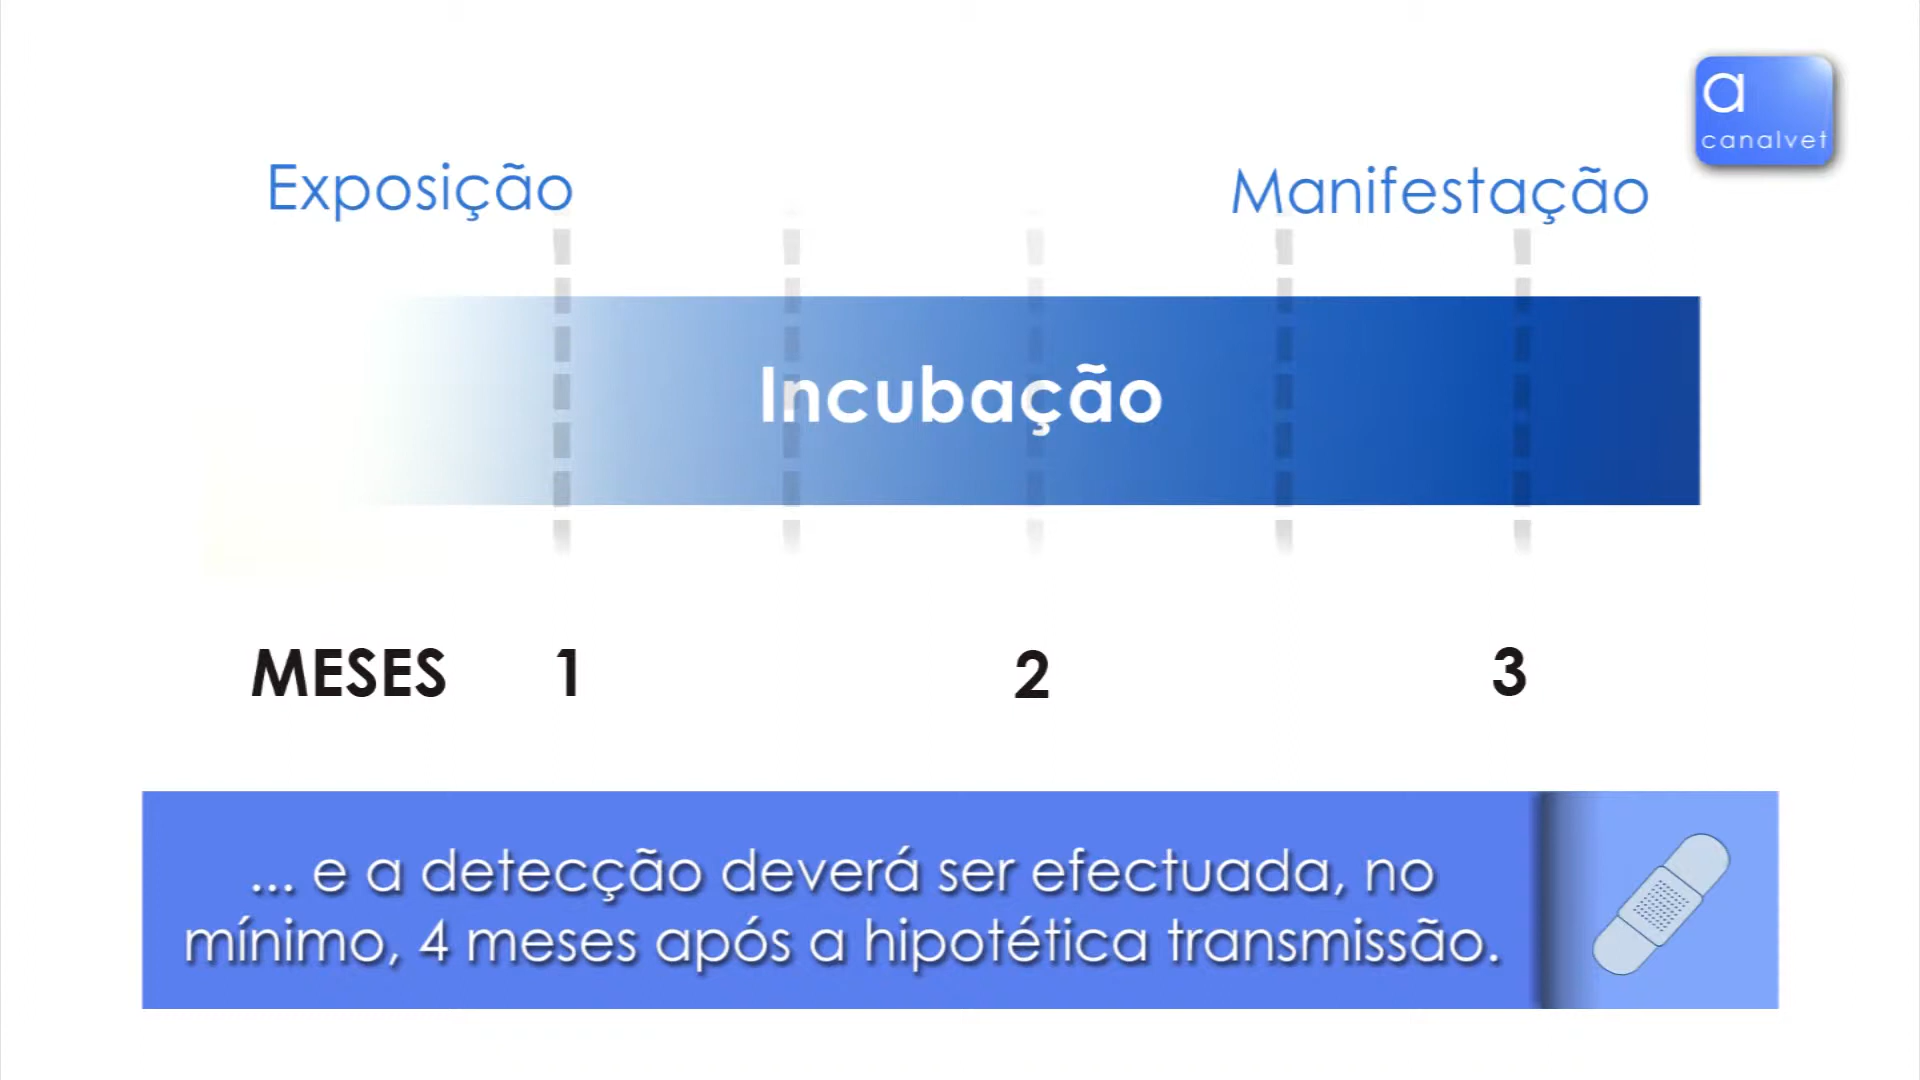 a
canalvet
Exposição
Manifestação
Incubação
MESES 1 2 3
... e a detecção deverá ser efectuada, no
mínimo, 4 meses após a hipotética transmissão.